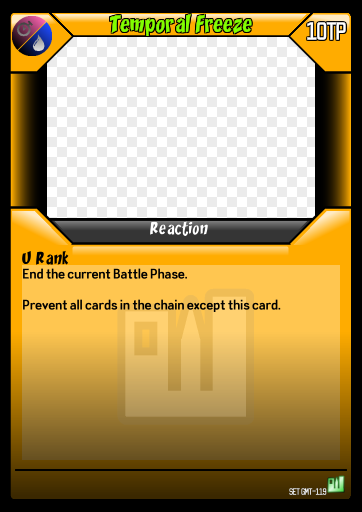 Temporal Freeze
10TP
Reaction
U Rank
End the current Battle Phase.
Prevent all cards in the chain except this card.
SET GMT-119